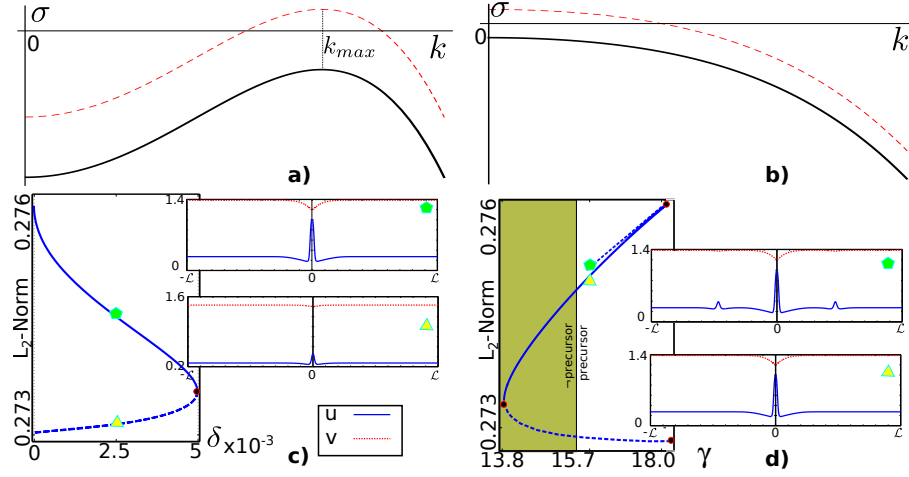 σ
0
k_max
k
a)
σ
0
k
b)
0.276
L₂-Norm
0.273
0
2.5
5
δx10⁻³
c)
1.4
0
-ℒ
0
ℒ
1.6
0.2
-ℒ
0
ℒ
u
v
0.276
L₂-Norm
0.273
¬precursor
precursor
13.8
15.7
18.0
γ
d)
1.4
0
-ℒ
0
ℒ
1.4
0
-ℒ
0
ℒ